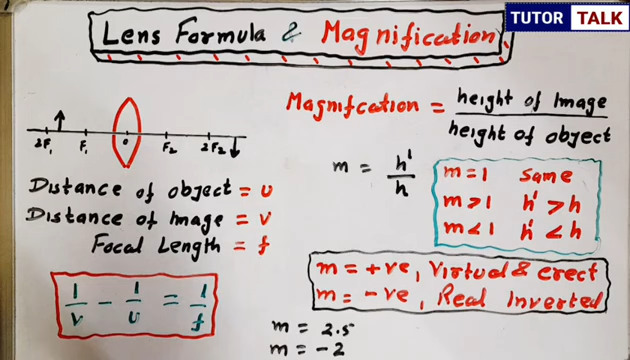 TUTOR TALK
Lens Formula & Magnification
Magnifcation = height of Image / height of object
2F₁ F₁ O F₂ 2F₂
m = h' / h
m = 1 Same
m > 1 h' > h
m < 1 h' < h
Distance of object = u
Distance of Image = v
Focal Length = f
1/v - 1/u = 1/f
m = +ve, Virtual & erect
m = -ve, Real Inverted
m = 2.5
m = -2